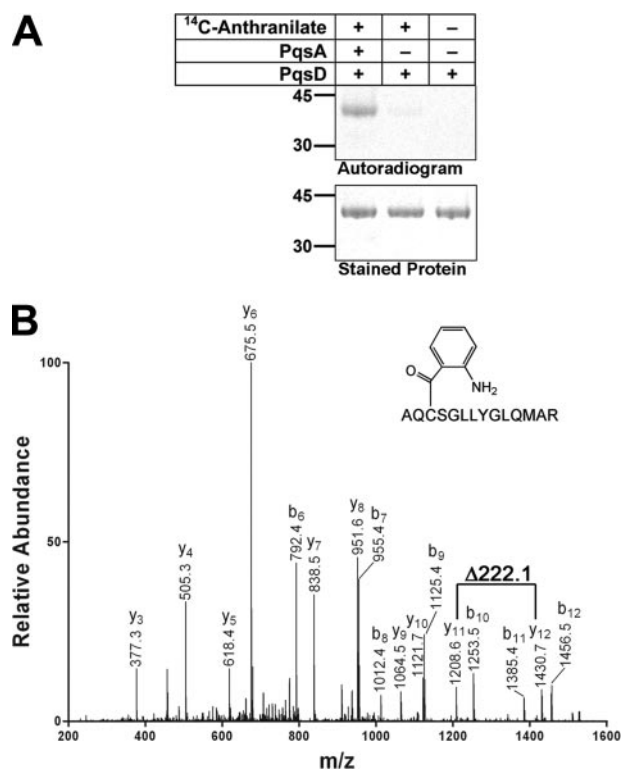 A
14C-Anthranilate + + –
PqsA + – –
PqsD + + +
45
30
Autoradiogram
45
30
Stained Protein
B
Relative Abundance
100
50
0
200 400 600 800 1000 1200 1400 1600
m/z
y3
377.3
y4
505.3
y5
618.4
y6
675.5
b6
792.4
y7
838.5
y8
951.6
b7
955.4
b8
1012.4
y9
1064.5
y10
1121.7
b9
1125.4
y11
1208.6
b10
1253.5
Δ222.1
b11
1385.4
y12
1430.7
b12
1456.5
O
NH2
AQCSGLLYGLQMAR